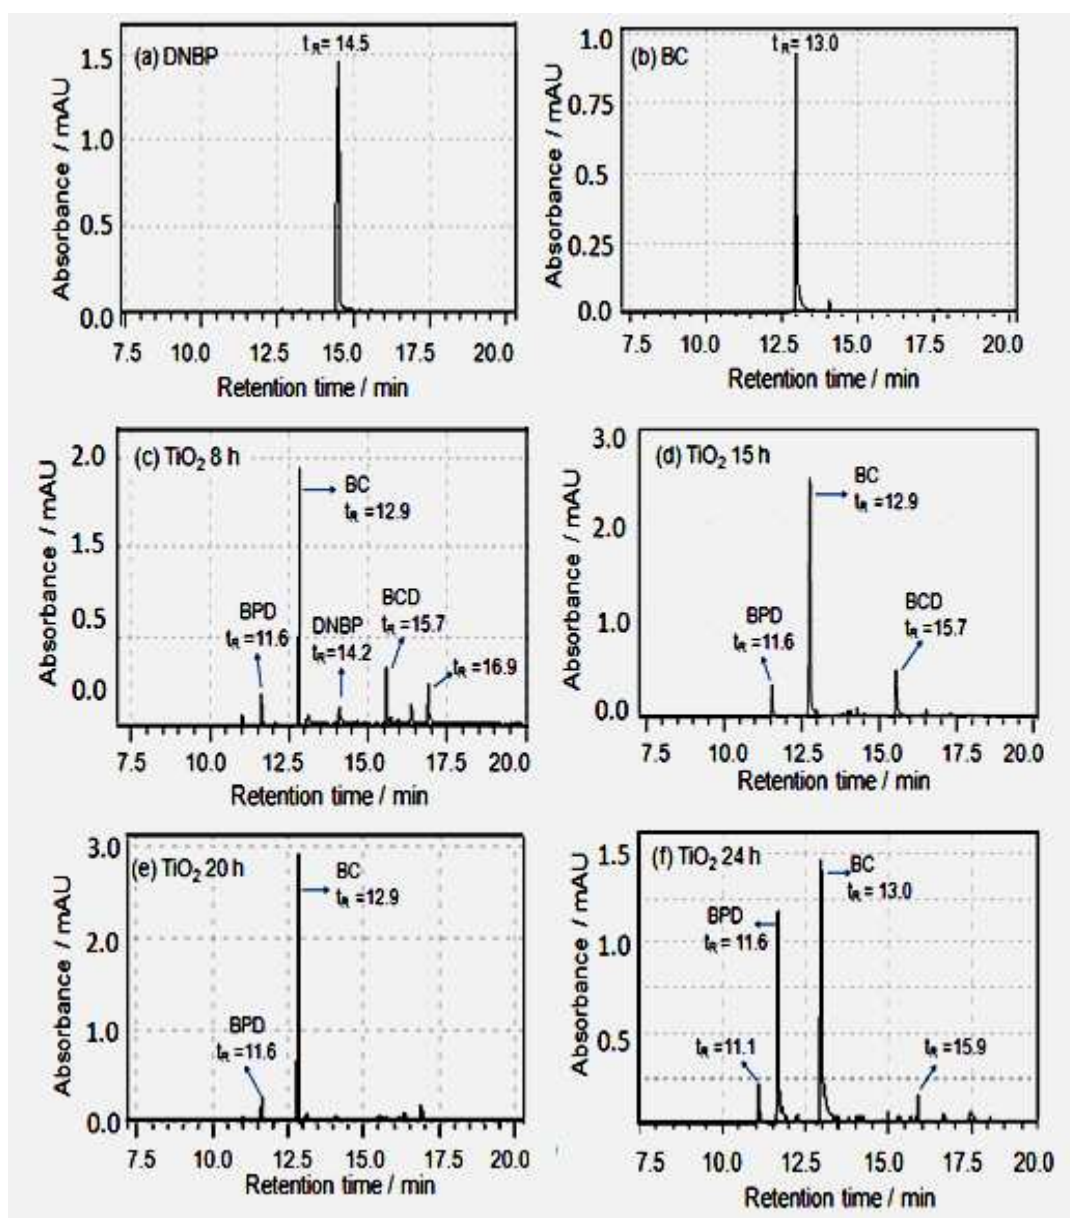 (a) DNBP
tR= 14.5
1.5
1.0
0.5
0.0
Absorbance / mAU
7.5 10.0 12.5 15.0 17.5 20.0
Retention time / min
(b) BC
tR= 13.0
1.0
0.75
0.5
0.25
0.0
Absorbance / mAU
7.5 10.0 12.5 15.0 17.5 20.0
Retention time / min
(c) TiO2 8 h
2.0
1.5
0.5
0.0
Absorbance / mAU
BC
tR =12.9
BPD
tR =11.6
DNBP
tR=14.2
BCD
tR =15.7
tR =16.9
7.5 10.0 12.5 15.0 17.5 20.0
Retention time / min
(d) TiO2 15 h
3.0
2.0
1.0
0.0
Absorbance / mAU
BC
tR =12.9
BPD
tR =11.6
BCD
tR =15.7
7.5 10.0 12.5 15.0 17.5 20.0
Retention time / min
(e) TiO2 20 h
3.0
2.0
1.0
0.0
Absorbance / mAU
BC
tR =12.9
BPD
tR =11.6
7.5 10.0 12.5 15.0 17.5 20.0
Retention time / min
(f) TiO2 24 h
1.5
1.0
0.5
Absorbance / mAU
BC
tR = 13.0
BPD
tR = 11.6
tR =11.1
tR =15.9
7.5 10.0 12.5 15.0 17.5 20.0
Retention time / min